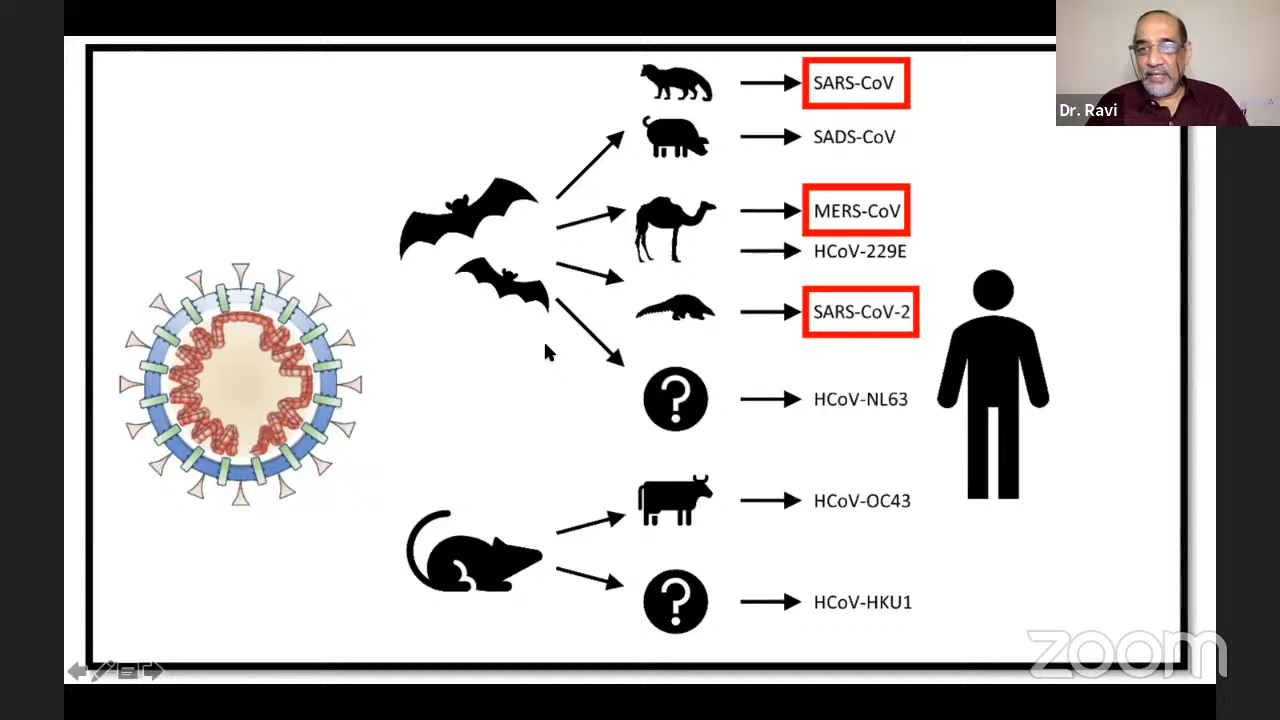 Dr. Ravi
SARS-CoV
SADS-CoV
MERS-CoV
HCoV-229E
SARS-CoV-2
?
HCoV-NL63
HCoV-OC43
?
HCoV-HKU1
zoom